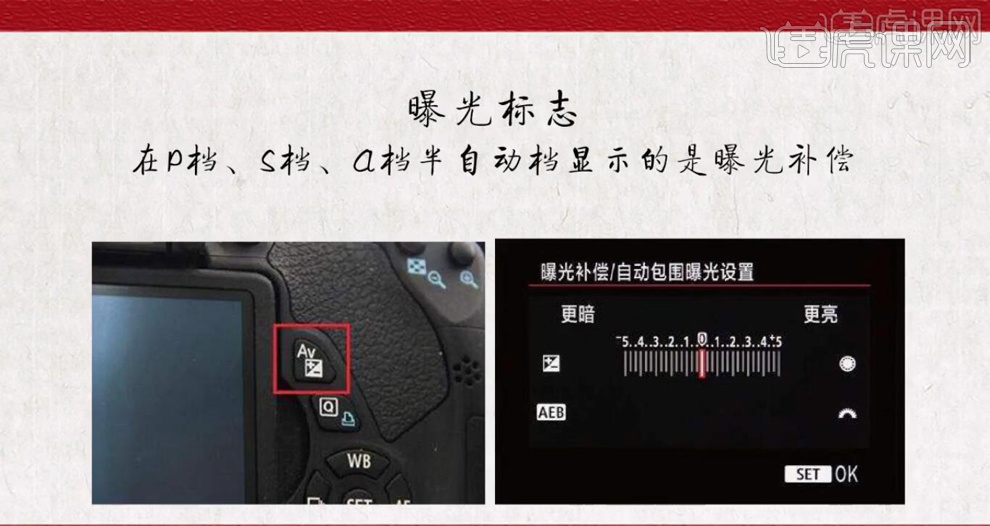 虎课网
曝光标志
在P档、S档、A档半自动档显示的是曝光补偿
Av
Q
WB
SET
AF
曝光补偿/自动包围曝光设置
更暗 更亮
-5..4..3..2..1..0..1..2..3..4.+5
AEB
SET OK